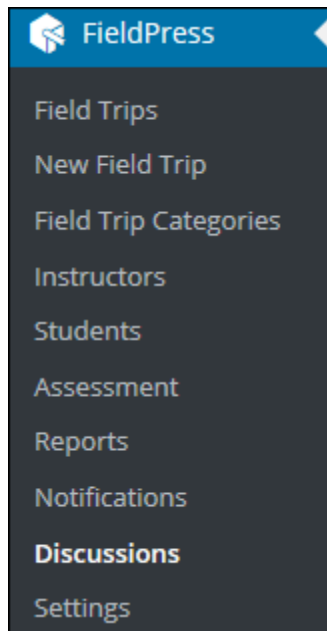 FieldPress
Field Trips
New Field Trip
Field Trip Categories
Instructors
Students
Assessment
Reports
Notifications
Discussions
Settings